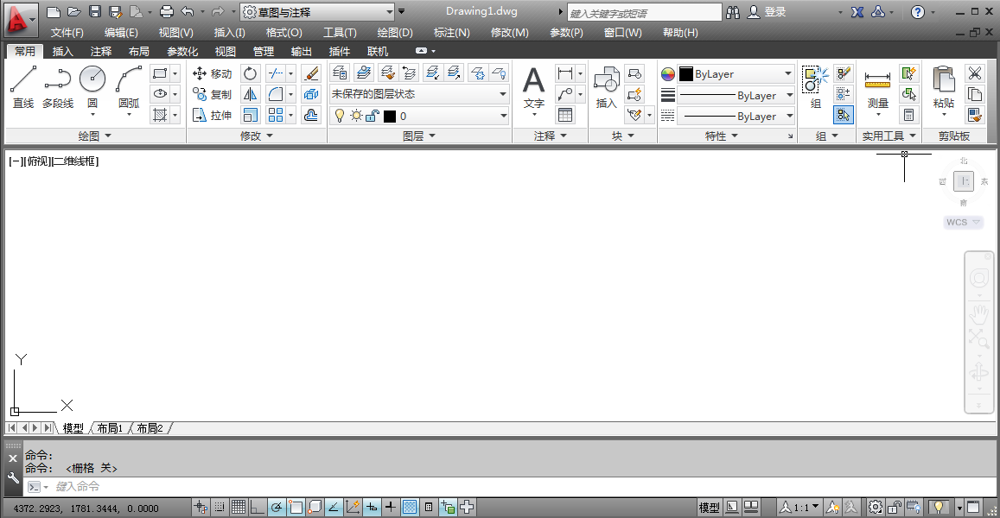 草图与注释 Drawing1.dwg 键入关键字或短语 登录
文件(F) 编辑(E) 视图(V) 插入(I) 格式(O) 工具(T) 绘图(D) 标注(N) 修改(M) 参数(P) 窗口(W) 帮助(H)
常用 插入 注释 布局 参数化 视图 管理 输出 插件 联机
直线 多段线 圆 圆弧
移动
复制
拉伸
未保存的图层状态
0
文字
插入
ByLayer
ByLayer
ByLayer
组
测量
粘贴
绘图 修改 图层 注释 块 特性 组 实用工具 剪贴板
[−][俯视][二维线框]
北
西 上 东
南
WCS
Y
X
模型 布局1 布局2
命令:
命令: <栅格 关>
键入命令
4372.2923, 1781.3444, 0.0000 模型 1:1